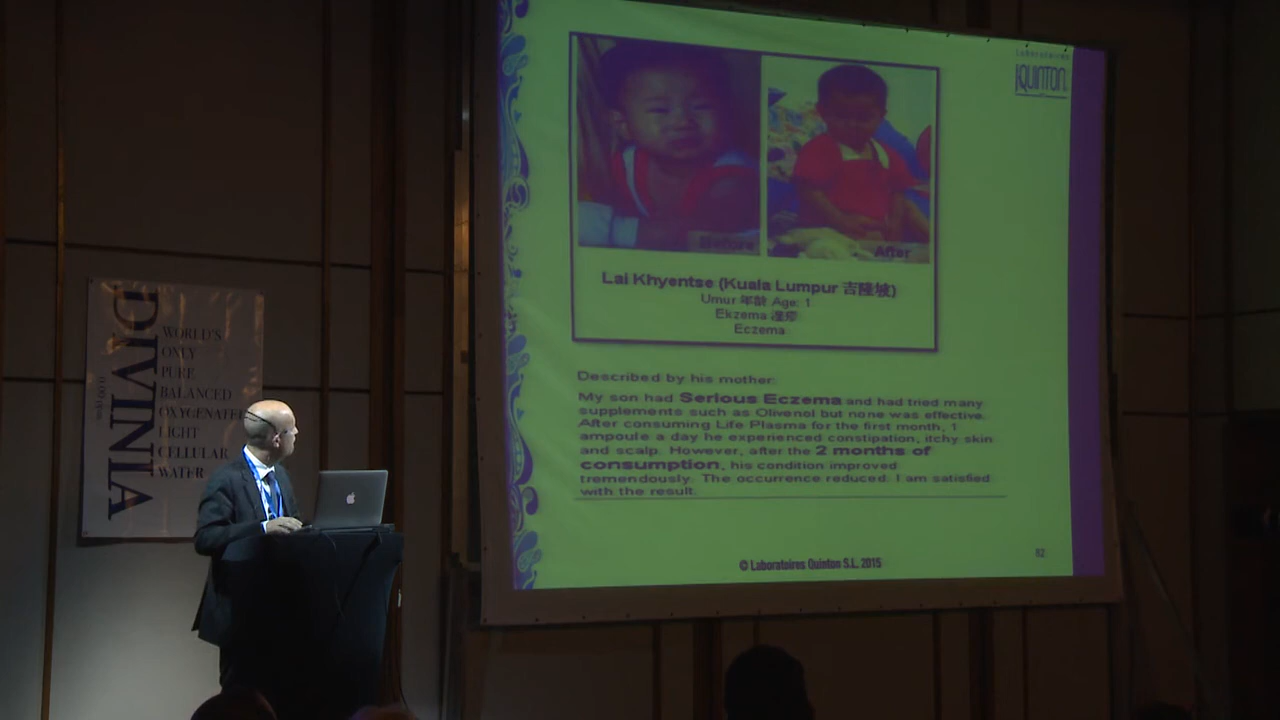 Laboratoires
QUINTON
Before
After
Lai Khyentse (Kuala Lumpur 吉隆坡)
Umur 年龄 Age: 1
Ekzema 湿疹
Eczema
Described by his mother:
My son had Serious Eczema and had tried many
supplements such as Olivenol but none was effective.
After consuming Life Plasma for the first month, 1
ampoule a day he experienced constipation, itchy skin
and scalp. However, after the 2 months of
consumption, his condition improved
tremendously. The occurrence reduced. I am satisfied
with the result.
© Laboratoires Quinton S.L. 2015
62
DIVINIA
WORLD'S
ONLY
PURE
BALANCED
OXYGENATED
LIGHT
CELLULAR
WATER